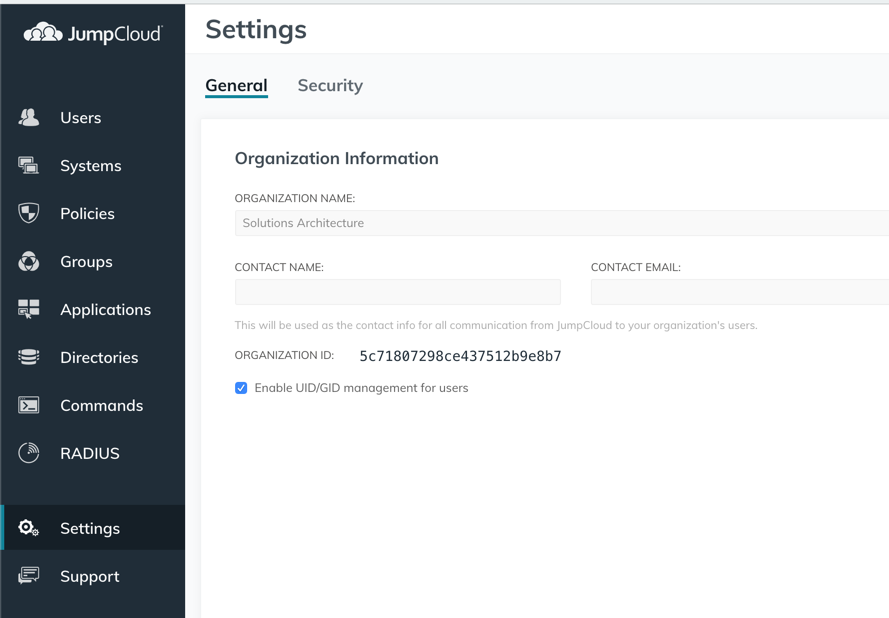 JumpCloud
Settings
General
Security
Users
Systems
Policies
Groups
Applications
Directories
Commands
RADIUS
Settings
Support
Organization Information
ORGANIZATION NAME:
Solutions Architecture
CONTACT NAME:
CONTACT EMAIL:
This will be used as the contact info for all communication from JumpCloud to your organization's users.
ORGANIZATION ID: 5c71807298ce437512b9e8b7
Enable UID/GID management for users